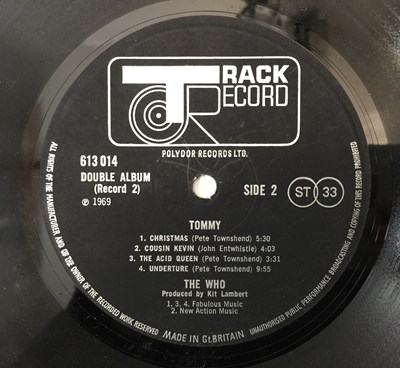 TRACK
RECORD
POLYDOR RECORDS LTD.
613 014
DOUBLE ALBUM
(Record 2)
℗ 1969
SIDE 2
ST 33
TOMMY
1. CHRISTMAS (Pete Townshend) 5:30
2. COUSIN KEVIN (John Entwhistle) 4:03
3. THE ACID QUEEN (Pete Townshend) 3:31
4. UNDERTURE (Pete Townshend) 9:55
THE WHO
Produced by Kit Lambert
1, 3, 4. Fabulous Music
2. New Action Music
MADE IN Gt.BRITAIN
ALL RIGHTS OF THE MANUFACTURER AND OF THE OWNER OF THE RECORDED WORK RESERVED
UNAUTHORISED PUBLIC PERFORMANCE BROADCASTING AND COPYING OF THIS RECORD PROHIBITED